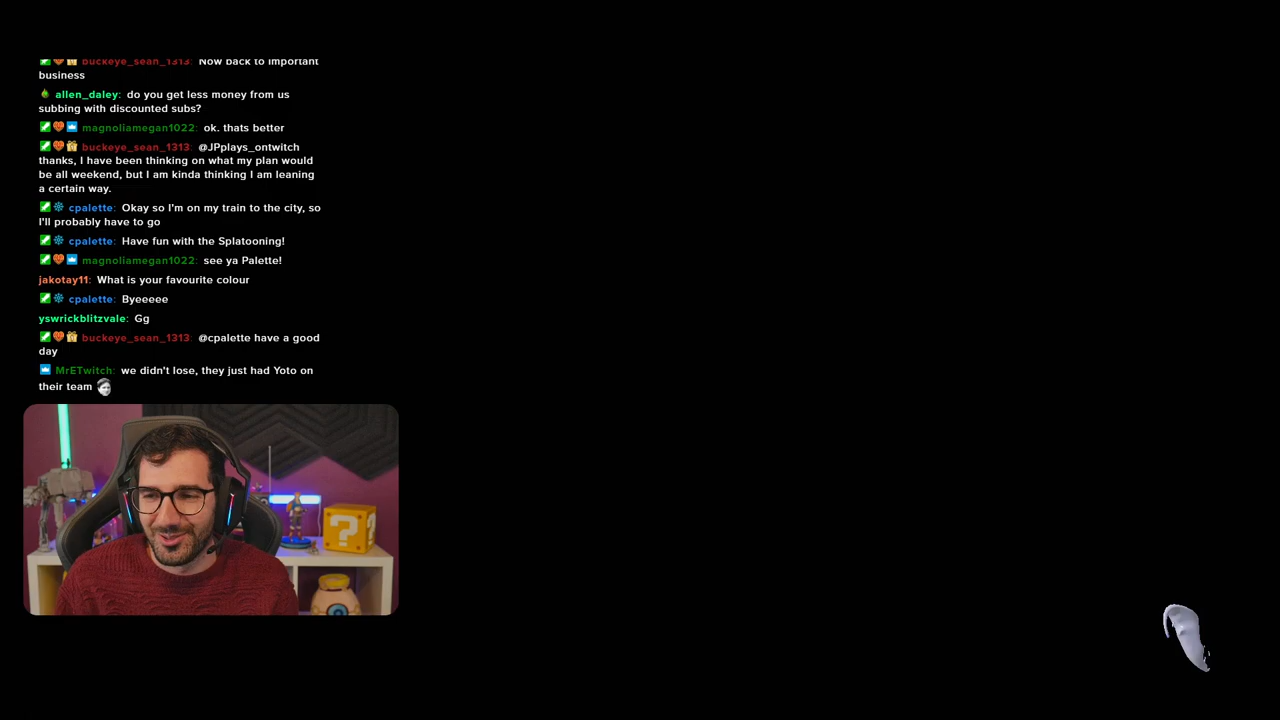 buckeye_sean_1313: Now back to important
business
allen_daley: do you get less money from us
subbing with discounted subs?
magnoliamegan1022: ok. thats better
buckeye_sean_1313: @JPplays_ontwitch
thanks, I have been thinking on what my plan would
be all weekend, but I am kinda thinking I am leaning
a certain way.
cpalette: Okay so I'm on my train to the city, so
I'll probably have to go
cpalette: Have fun with the Splatooning!
magnoliamegan1022: see ya Palette!
jakotay11: What is your favourite colour
cpalette: Byeeeee
yswrickblitzvale: Gg
buckeye_sean_1313: @cpalette have a good
day
MrETwitch: we didn't lose, they just had Yoto on
their team
?